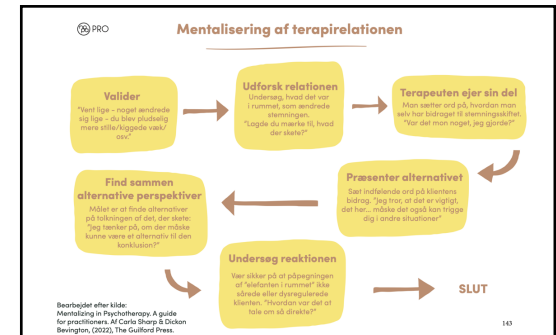 PRO
Mentalisering af terapirelationen
Valider
"Vent lige - noget ændrede
sig lige - du blev pludselig
mere stille/kiggede væk/
osv."
Udforsk relationen
Undersøg, hvad det var
i rummet, som ændrede
stemningen.
"Lagde du mærke til, hvad
der skete?"
Terapeuten ejer sin del
Man sætter ord på, hvordan man
selv har bidraget til stemningsskiftet.
"Var det mon noget, jeg gjorde?"
Præsenter alternativet
Sæt indfølende ord på klientens
bidrag. "jeg tror, at det er vigtigt,
det her... måske det også kan trigge
dig i andre situationer"
Find sammen
alternative perspektiver
Målet er at finde alternativer
på tolkningen af det, der skete:
"jeg tænker på, om der måske
kunne være et alternativ til den
konklusion?"
Undersøg reaktionen
Vær sikker på at påpegningen
af "elefanten i rummet" ikke
sårede eller dysregulerede
klienten. "Hvordan var det at
tale om så direkte?"
SLUT
Bearbejdet efter kilde:
Mentalizing in Psychotherapy. A guide
for practitioners. Af Carla Sharp & Dickon
Bevington, (2022), The Guilford Press.
143